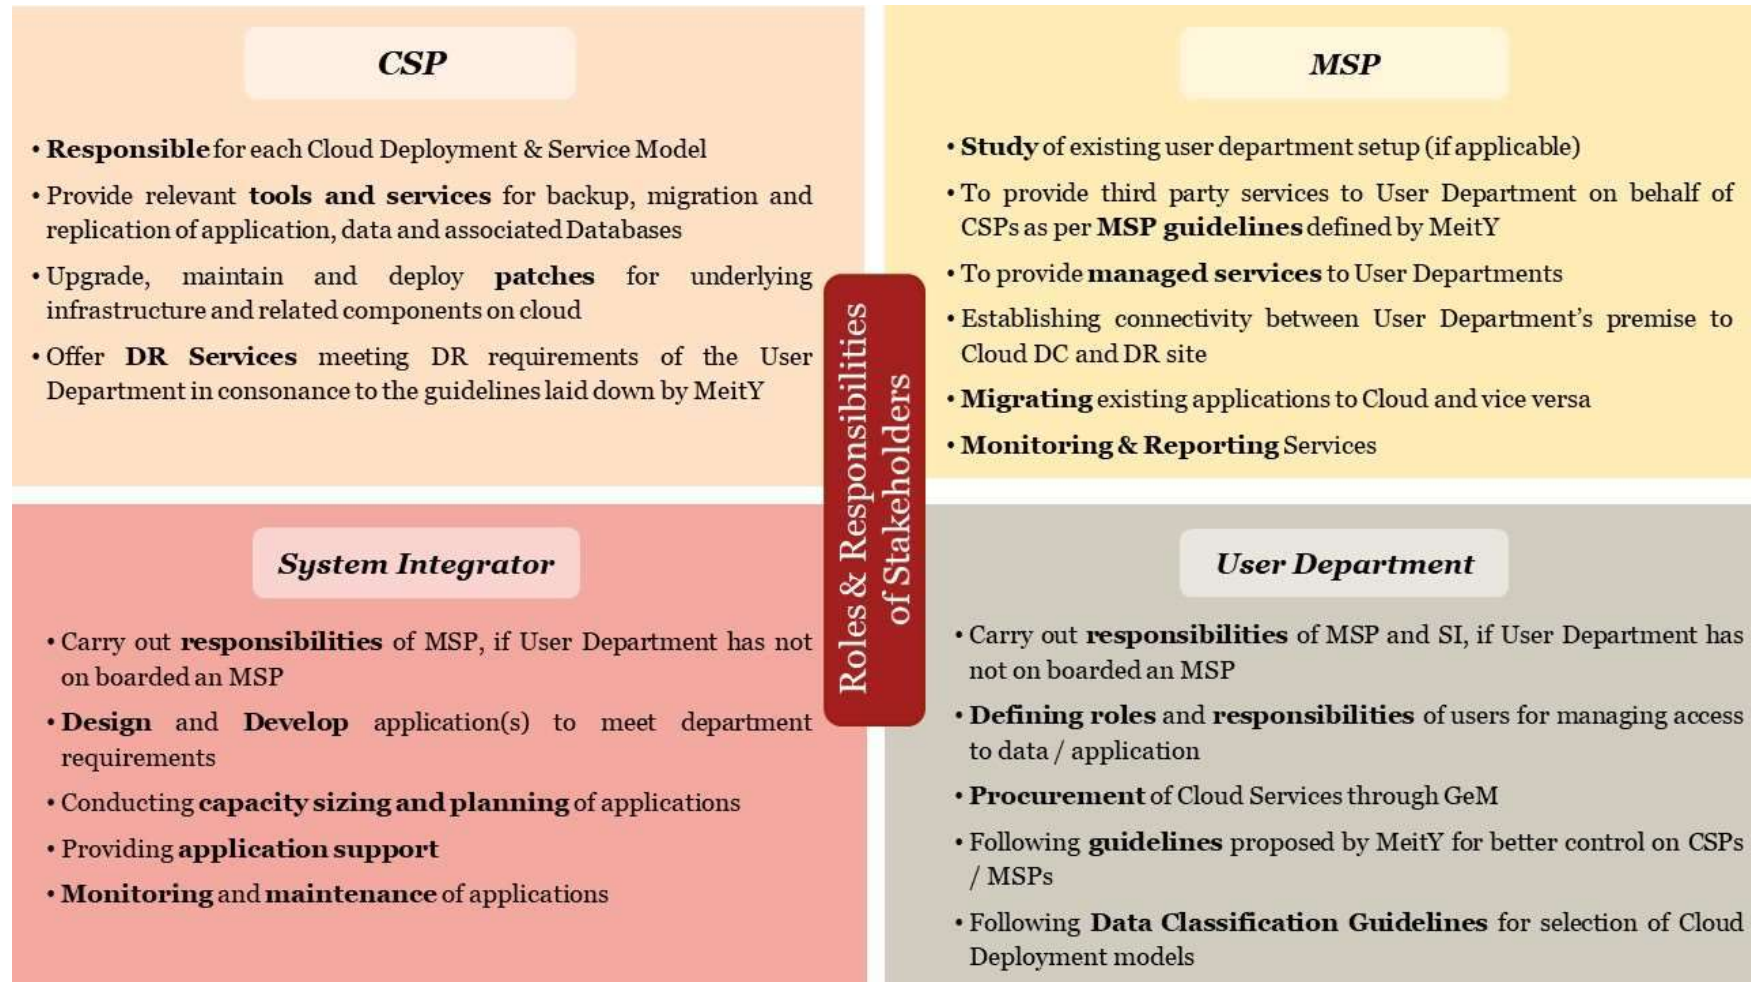 CSP
• Responsible for each Cloud Deployment & Service Model
• Provide relevant tools and services for backup, migration and
replication of application, data and associated Databases
• Upgrade, maintain and deploy patches for underlying
infrastructure and related components on cloud
• Offer DR Services meeting DR requirements of the User
Department in consonance to the guidelines laid down by MeitY
MSP
• Study of existing user department setup (if applicable)
• To provide third party services to User Department on behalf of
CSPs as per MSP guidelines defined by MeitY
• To provide managed services to User Departments
• Establishing connectivity between User Department’s premise to
Cloud DC and DR site
• Migrating existing applications to Cloud and vice versa
• Monitoring & Reporting Services
Roles & Responsibilities
of Stakeholders
System Integrator
• Carry out responsibilities of MSP, if User Department has not
on boarded an MSP
• Design and Develop application(s) to meet department
requirements
• Conducting capacity sizing and planning of applications
• Providing application support
• Monitoring and maintenance of applications
User Department
• Carry out responsibilities of MSP and SI, if User Department has
not on boarded an MSP
• Defining roles and responsibilities of users for managing access
to data / application
• Procurement of Cloud Services through GeM
• Following guidelines proposed by MeitY for better control on CSPs
/ MSPs
• Following Data Classification Guidelines for selection of Cloud
Deployment models